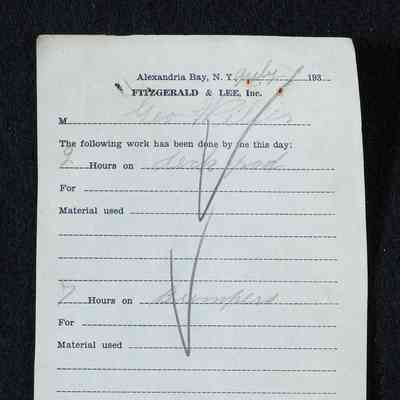 Alexandria Bay, N. Y. July 7 193
FITZGERALD & LEE, Inc.
M Geo
The following work has been done by me this day:
2 Hours on
For
Material used
7 Hours on Bumpers
For
Material used